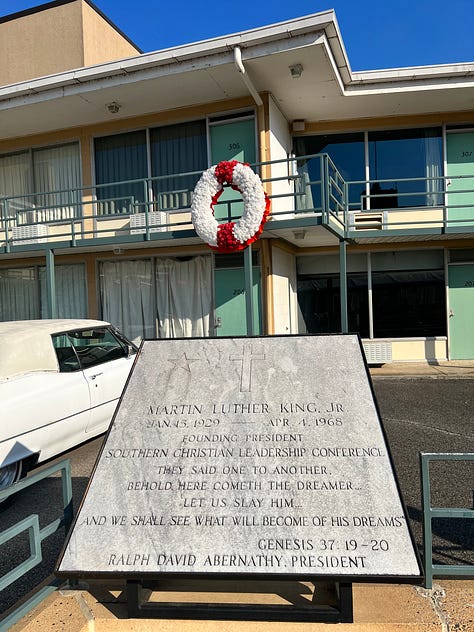 306
307
MARTIN LUTHER KING, JR.
JAN. 15, 1929 — APR. 4, 1968
FOUNDING PRESIDENT
SOUTHERN CHRISTIAN LEADERSHIP CONFERENCE
THEY SAID ONE TO ANOTHER,
BEHOLD, HERE COMETH THE DREAMER...
LET US SLAY HIM...
AND WE SHALL SEE WHAT WILL BECOME OF HIS DREAMS"
GENESIS 37: 19-20
RALPH DAVID ABERNATHY, PRESIDENT